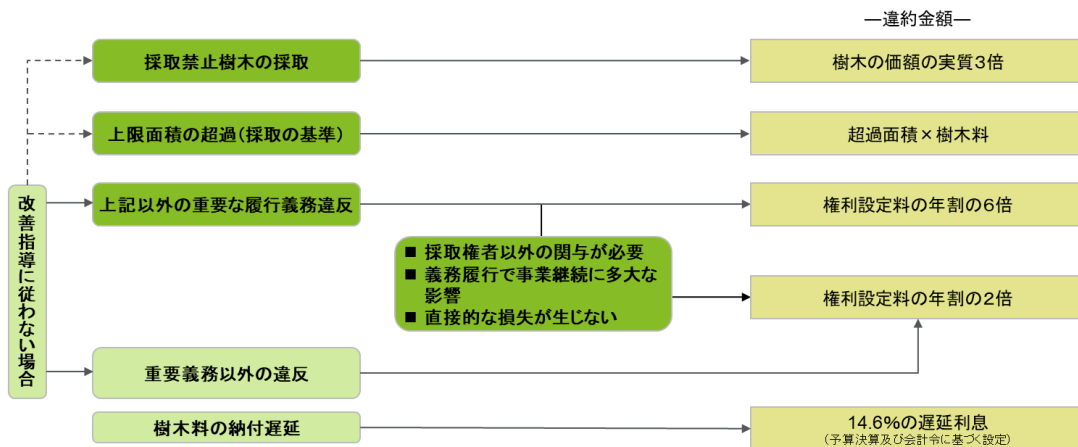 ―違約金額―
採取禁止樹木の採取
樹木の価額の実質3倍
上限面積の超過(採取の基準)
超過面積×樹木料
改善指導に従わない場合
上記以外の重要な履行義務違反
権利設定料の年割の6倍
■ 採取権者以外の関与が必要
■ 義務履行で事業継続に多大な
影響
■ 直接的な損失が生じない
権利設定料の年割の2倍
重要義務以外の違反
樹木料の納付遅延
14.6%の遅延利息
(予算決算及び会計令に基づく設定)